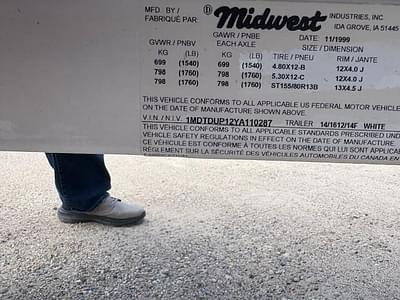 MFD. BY / Midwest INDUSTRIES, INC.
FABRIQUÉ PAR IDA GROVE, IA 51445
GAWR / PNBE DATE 11/1999
GVWR / PNBV EACH AXLE SIZE / DIMENSION
KG (LB) KG (LB) TIRE / PNEU RIM / JANTE
699 (1540) 699 (1540) 4.80X12-B 12X4.0 J
798 (1760) 798 (1760) 5.30X12-C 12X4.0 J
798 (1760) 798 (1760) ST155/80R13B 13X4.5 J
THIS VEHICLE CONFORMS TO ALL APPLICABLE US FEDERAL MOTOR VEHICLE
ON THE DATE OF MANUFACTURE SHOWN ABOVE.
V.I.N / N.I.V. 1MDTDUP12YA110287 TRAILER 14/1612/14F WHITE
THIS VEHICLE CONFORMS TO ALL APPLICABLE STANDARDS PRESCRIBED UND
VEHICLE SAFETY REGULATIONS IN EFFECT ON THE DATE OF MANUFACTURE.
CE VÉHICULE EST CONFORME À TOUTES LES NORMES QUI LUI SONT APPLICABL
RÈGLEMENT SUR LA SÉCURITÉ DES VÉHICULES AUTOMOBILES DU CANADA EN